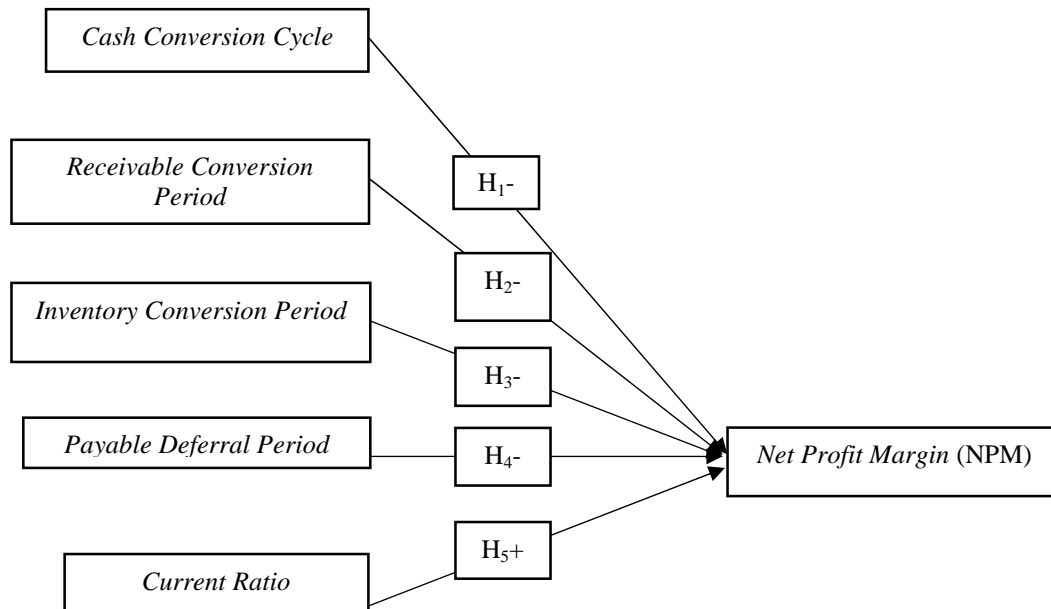 Cash Conversion Cycle
Receivable Conversion
Period
H₁-
Inventory Conversion Period
H₂-
H₃-
Payable Deferral Period
H₄-
Net Profit Margin (NPM)
H₅+
Current Ratio